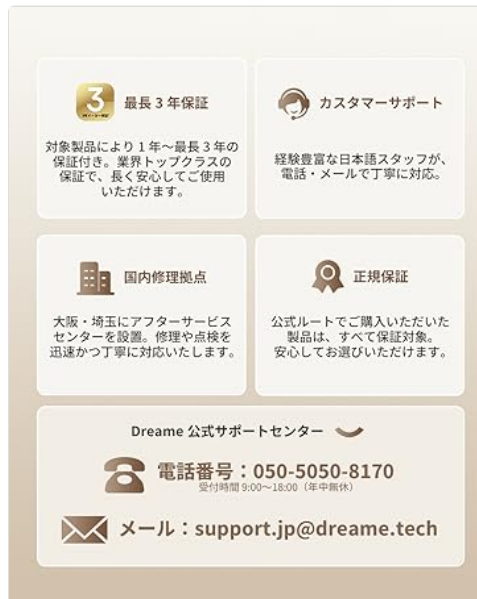 3
最長3年保証
対象製品により1年～最長3年の
保証付き。業界トップクラスの
保証で、長く安心してご使用
いただけます。
カスタマーサポート
経験豊富な日本語スタッフが、
電話・メールで丁寧に対応。
国内修理拠点
大阪・埼玉にアフターサービス
センターを設置。修理や点検を
迅速かつ丁寧に対応いたします。
正規保証
公式ルートでご購入いただいた
製品は、すべて保証対象。
安心してお選びいただけます。
Dreame 公式サポートセンター
電話番号：050-5050-8170
受付時間 9:00～18:00（年中無休）
メール：support.jp@dreame.tech